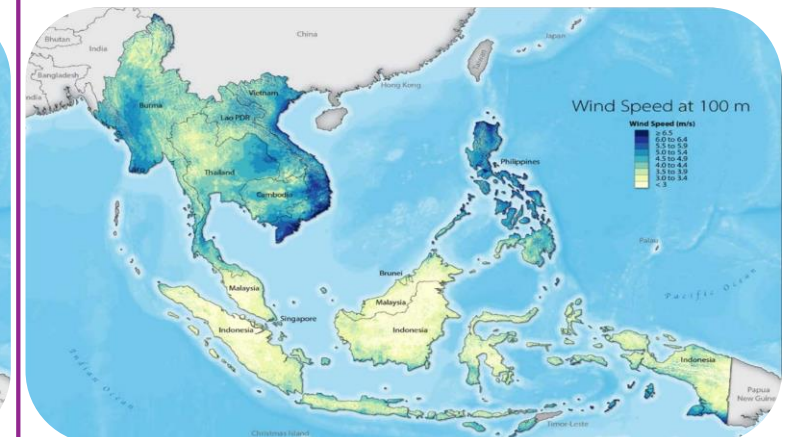 Bhutan
China
Japan
India
Bangladesh
Taiwan
Hong Kong
Burma
Vietnam
Lao PDR
Thailand
Cambodia
Philippines
Wind Speed at 100 m
Wind Speed (m/s)
≥ 6.5
6.0 to 6.4
5.5 to 5.9
5.0 to 5.4
4.5 to 4.9
4.0 to 4.4
3.5 to 3.9
3.0 to 3.4
< 3
Palau
Pacific Ocean
Brunei
Malaysia
Malaysia
Singapore
Indonesia
Indonesia
Indonesia
Indian Ocean
Papua
New Guinea
Timor-Leste
Christmas Island